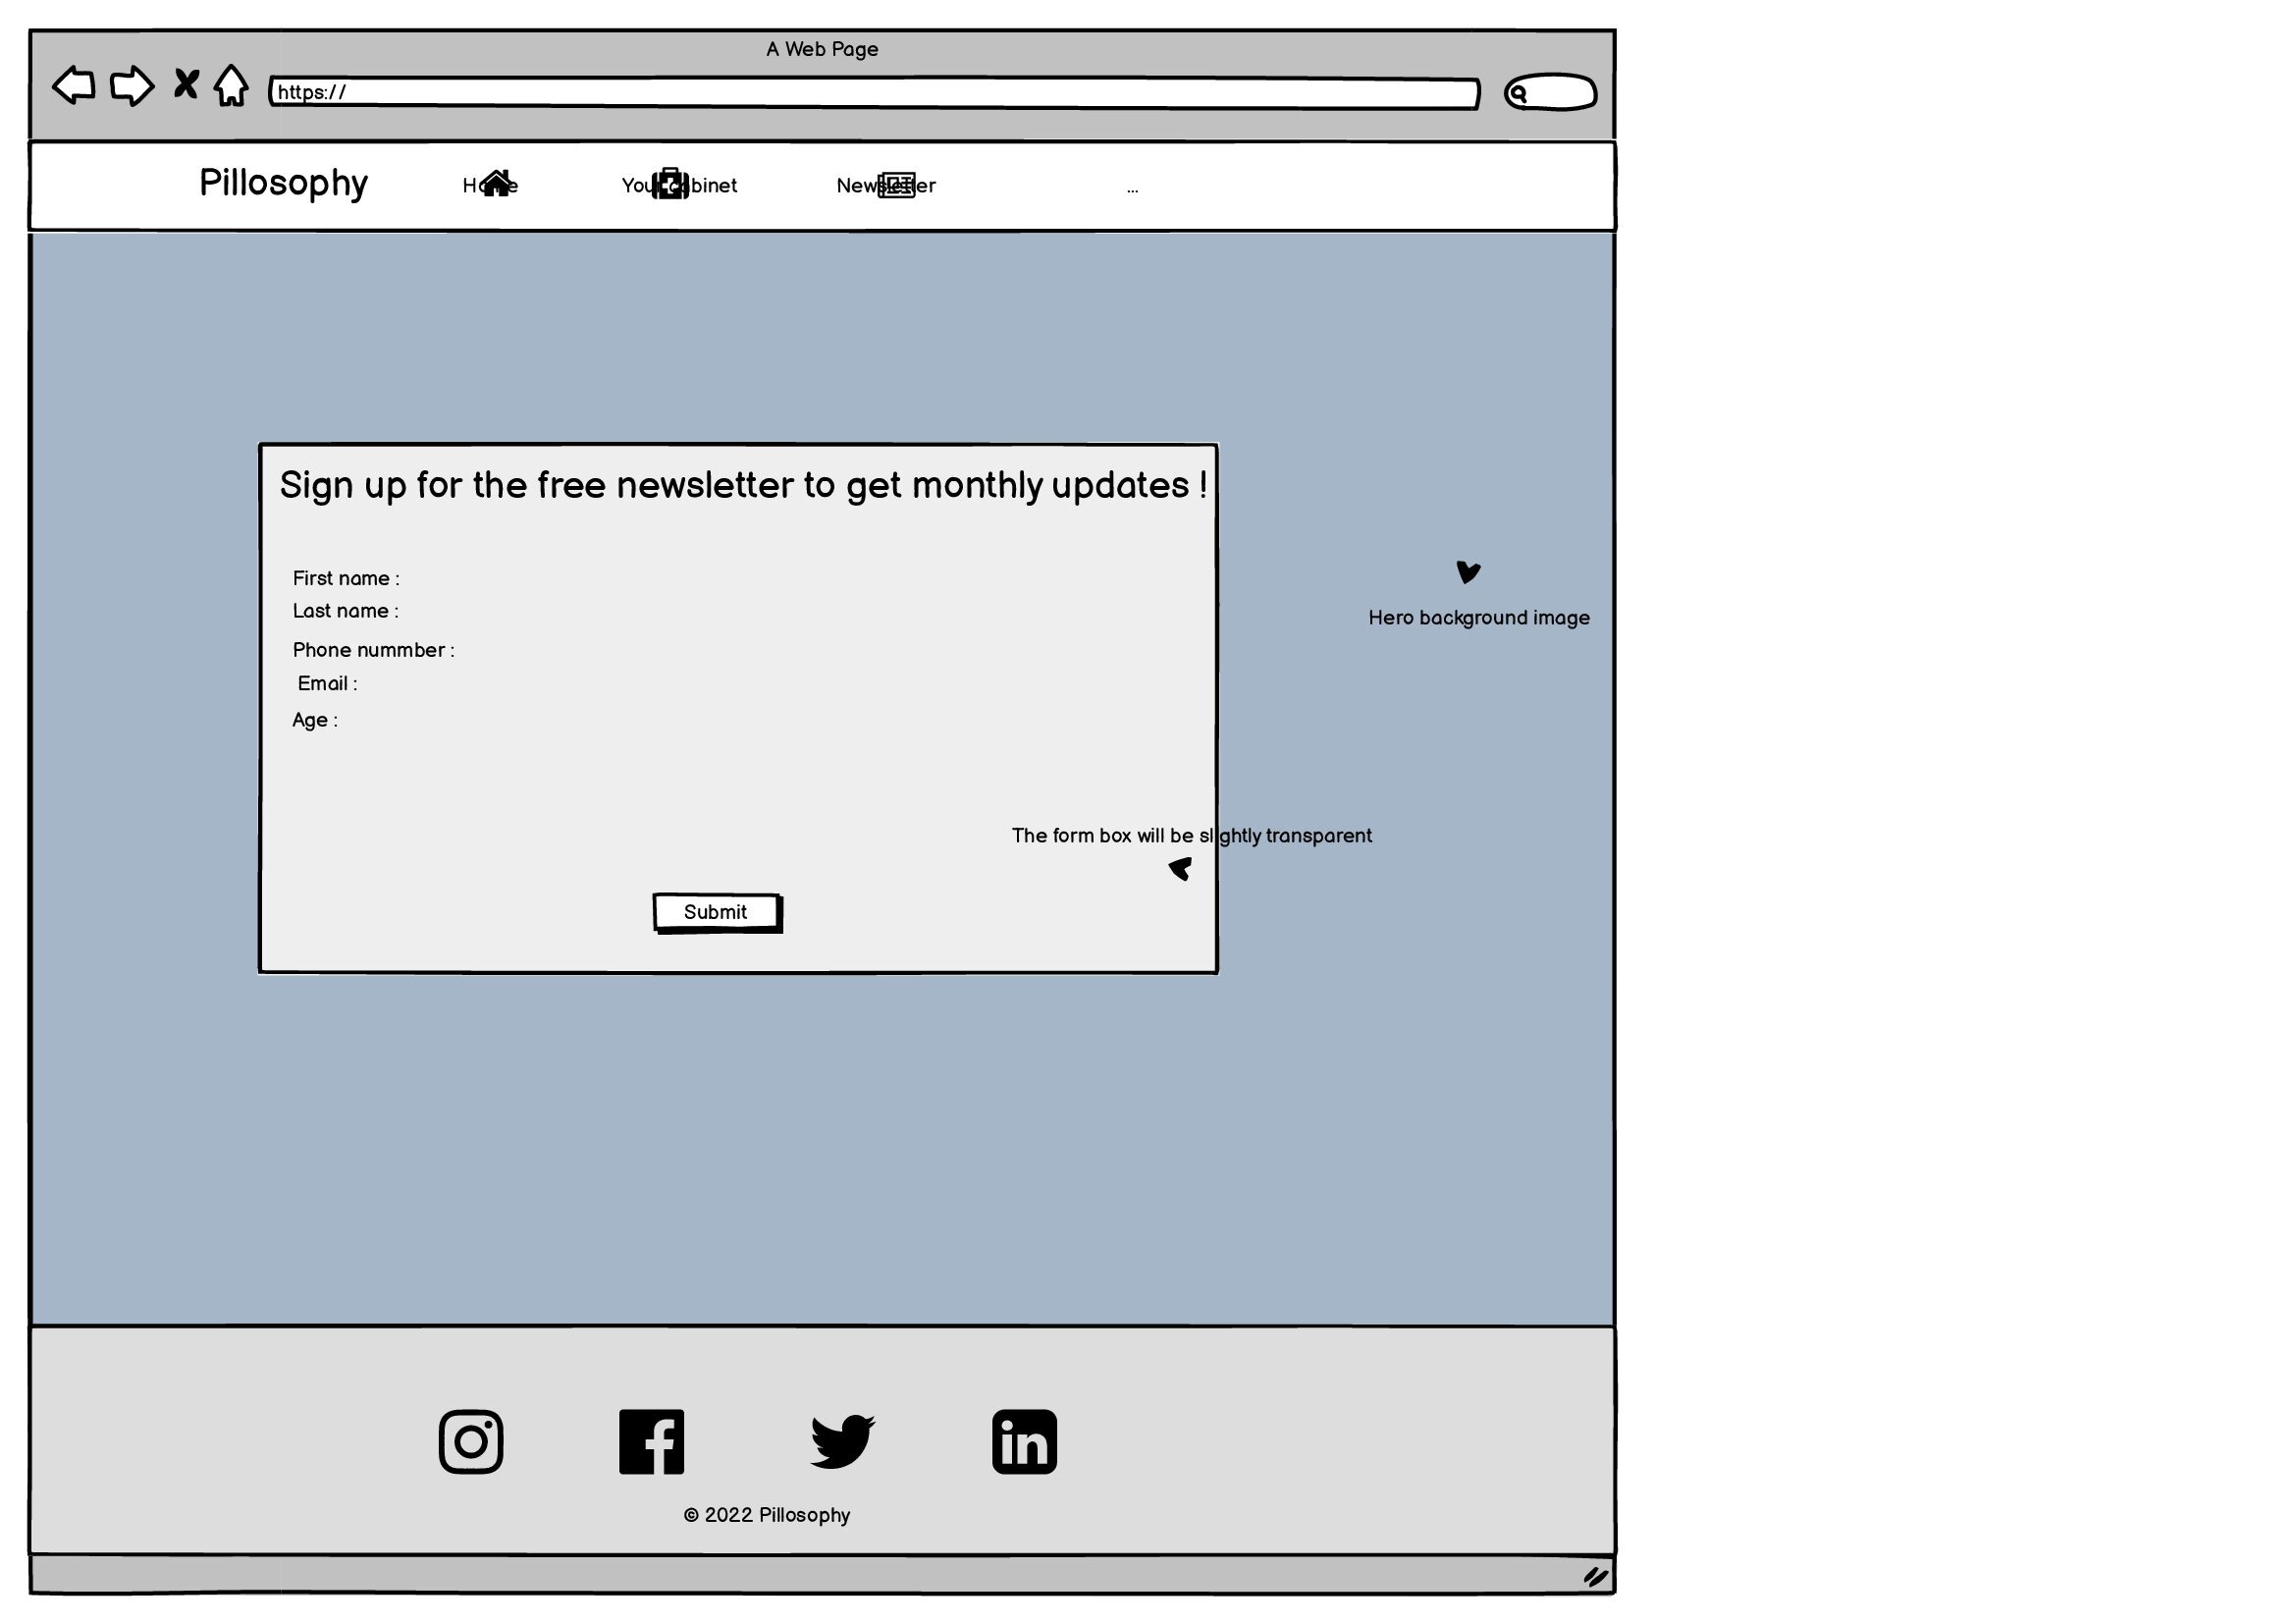 A Web Page
https://
Pillosophy Home Your cabinet Newsletter ...
Sign up for the free newsletter to get monthly updates !
First name :
Last name :
Phone nummber :
Email :
Age :
Hero background image
The form box will be slightly transparent
Submit
© 2022 Pillosophy